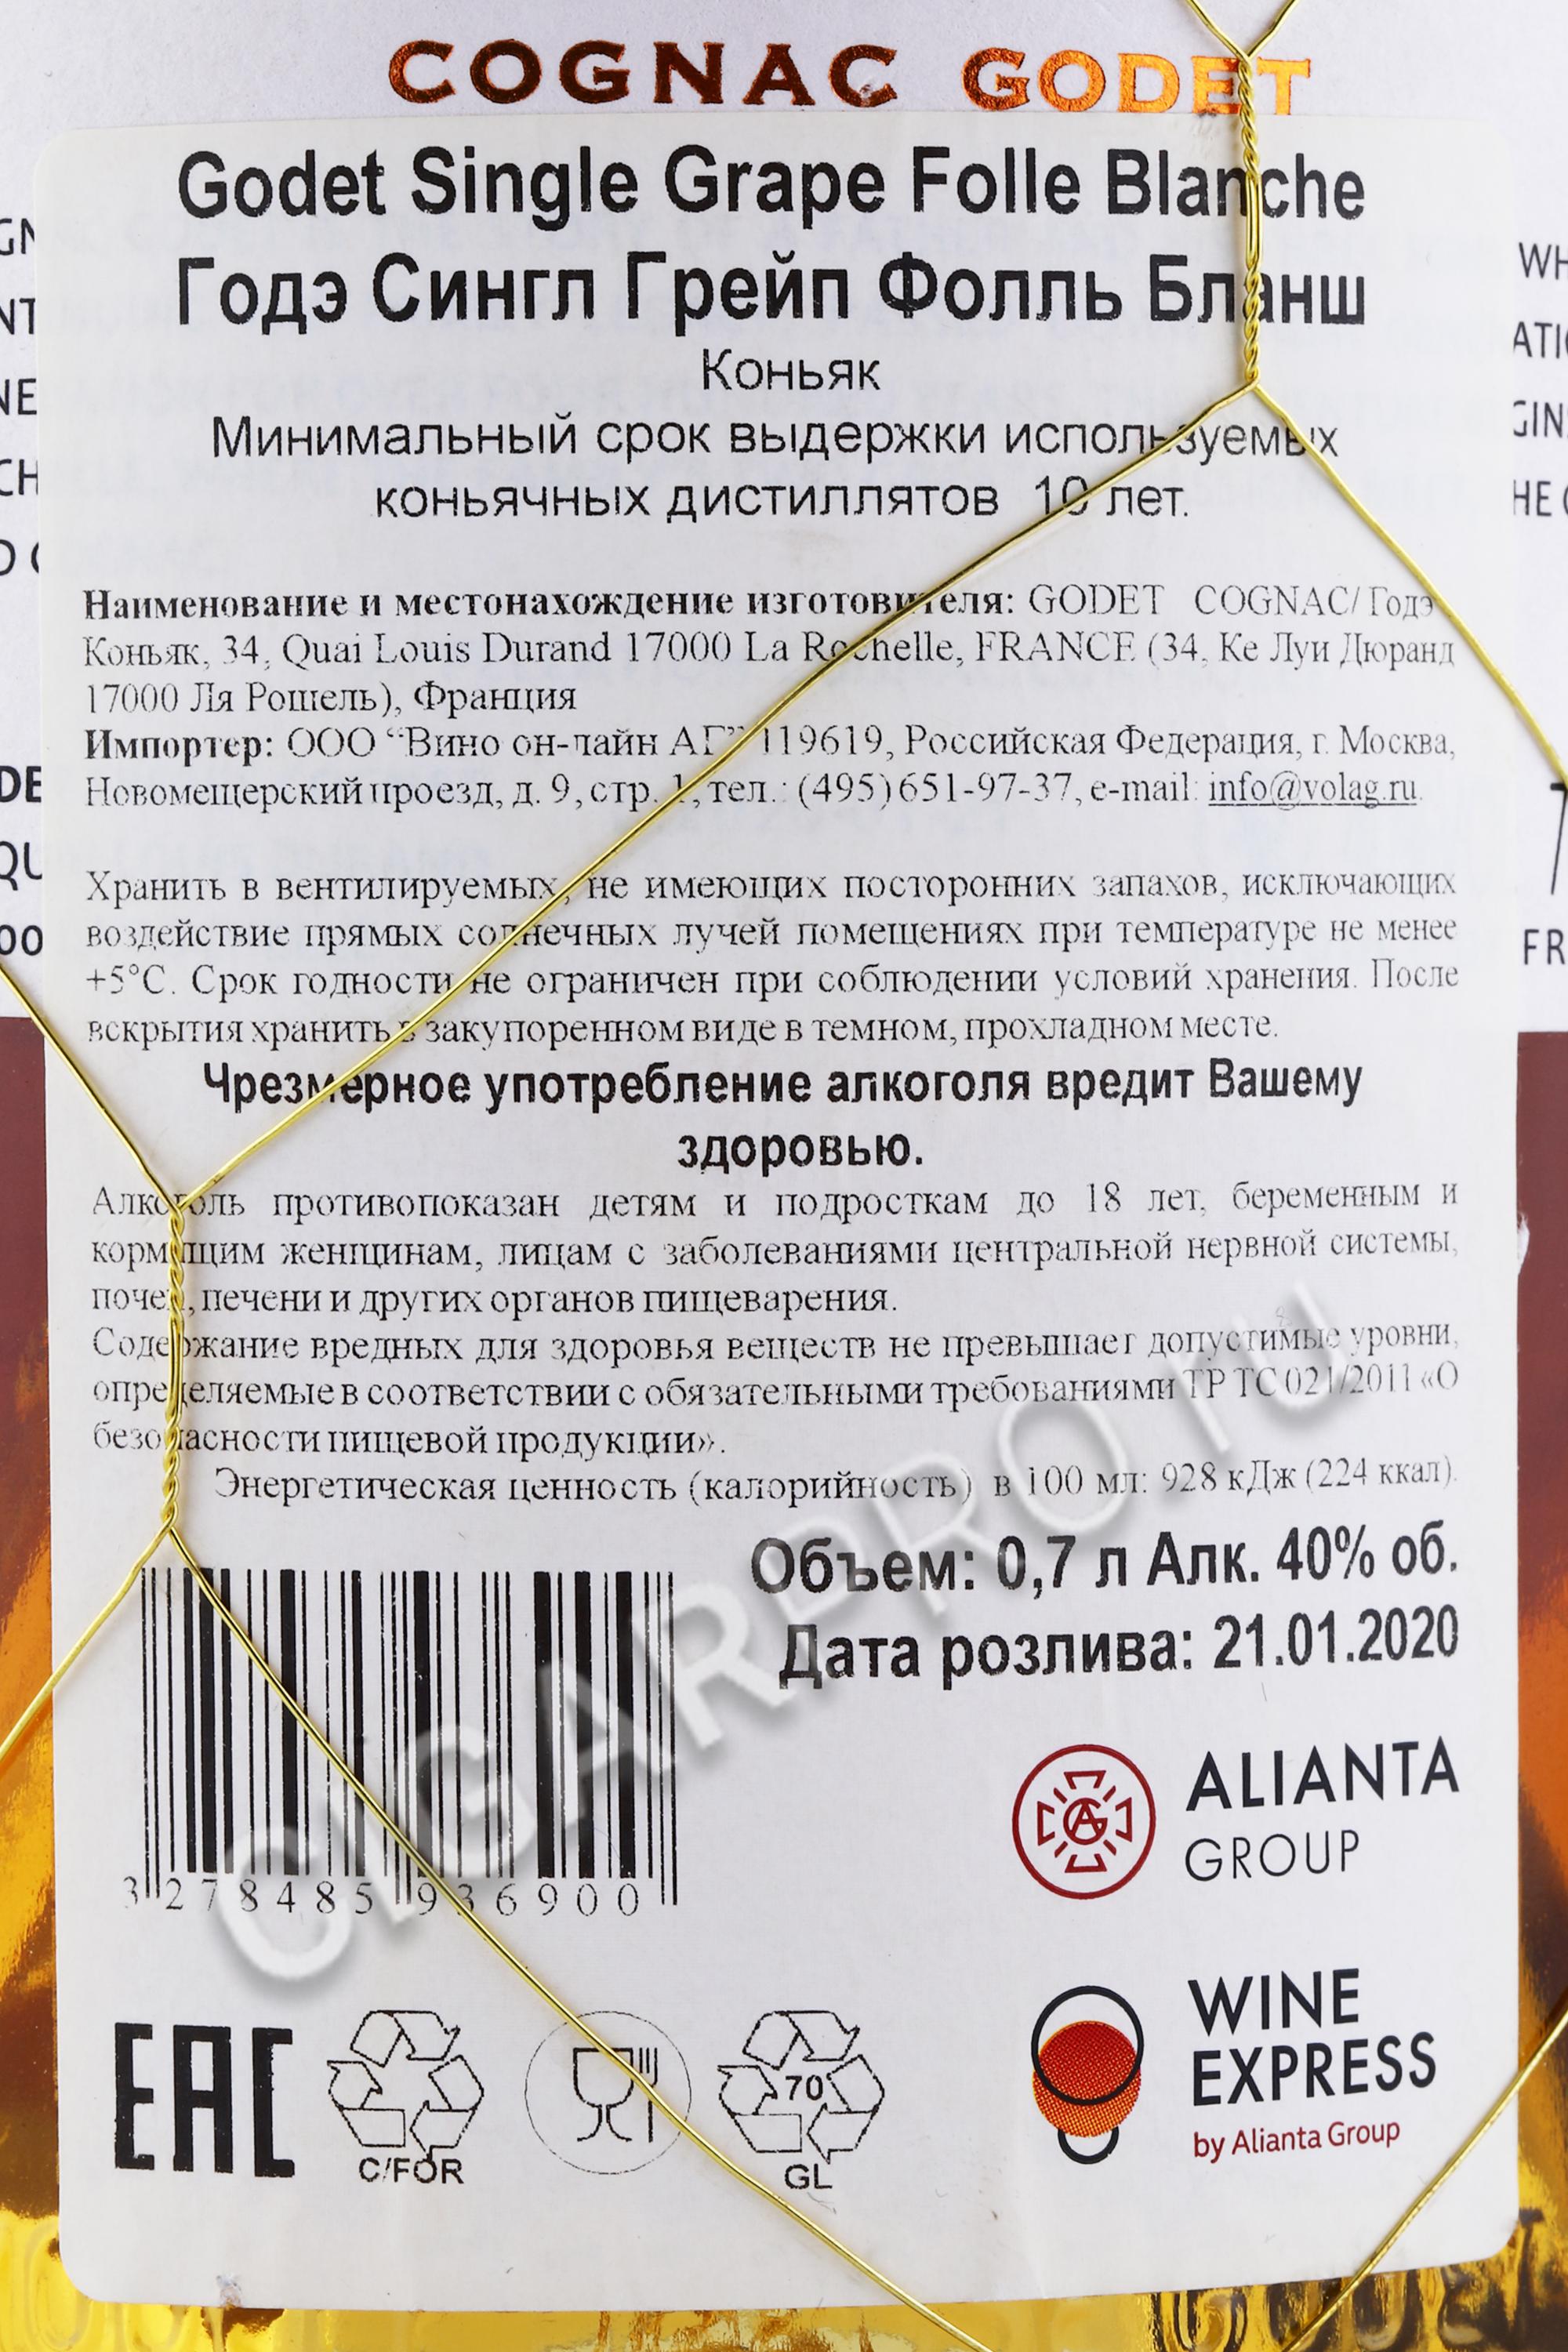 COGNAC GODET
Godet Single Grape Folle Blanche
Годэ Сингл Грейп Фолль Бланш
Коньяк
Минимальный срок выдержки используемых
коньячных дистиллятов 10 лет.
Наименование и местонахождение изготовителя: GODET COGNAC/ Годэ
Коньяк, 34, Quai Louis Durand 17000 La Rochelle, FRANCE (34, Ке Луи Дюранд
17000 Ля Рошель), Франция
Импортер: ООО “Вино он-лайн АГ” 119619, Российская Федерация, г. Москва,
Новомещерский проезд, д. 9, стр. 1, тел.: (495) 651-97-37, e-mail: info@volag.ru.
Хранить в вентилируемых, не имеющих посторонних запахов, исключающих
воздействие прямых солнечных лучей помещениях при температуре не менее
+5°С. Срок годности не ограничен при соблюдении условий хранения. После
вскрытия хранить в закупоренном виде в темном, прохладном месте.
Чрезмерное употребление алкоголя вредит Вашему
здоровью.
Алкоголь противопоказан детям и подросткам до 18 лет, беременным и
кормящим женщинам, лицам с заболеваниями центральной нервной системы,
почек, печени и других органов пищеварения.
Содержание вредных для здоровья веществ не превышает допустимые уровни,
определяемые в соответствии с обязательными требованиями ТР ТС 021/2011 «О
безопасности пищевой продукции».
Энергетическая ценность (калорийность) в 100 мл: 928 кДж (224 ккал).
Объем: 0,7 л Алк. 40% об.
Дата розлива: 21.01.2020
3 278485 936900
ALIANTA
GROUP
WINE
EXPRESS
by Alianta Group
EAC
C/FOR
70
GL
CIGARPRO.ru